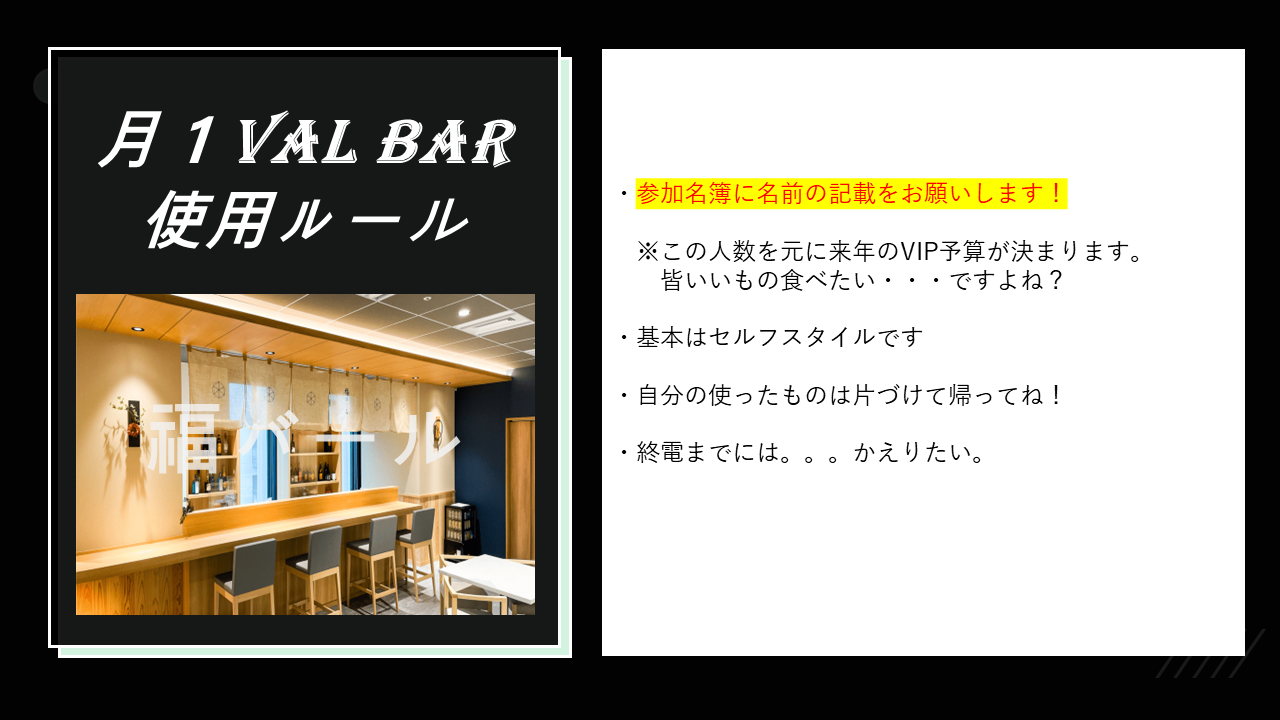 月１VAL BAR
使用ルール
福バール
・参加名簿に名前の記載をお願いします！
※この人数を元に来年のVIP予算が決まります。
皆いいもの食べたい・・・ですよね？
・基本はセルフスタイルです
・自分の使ったものは片づけて帰ってね！
・終電までには。。。かえりたい。